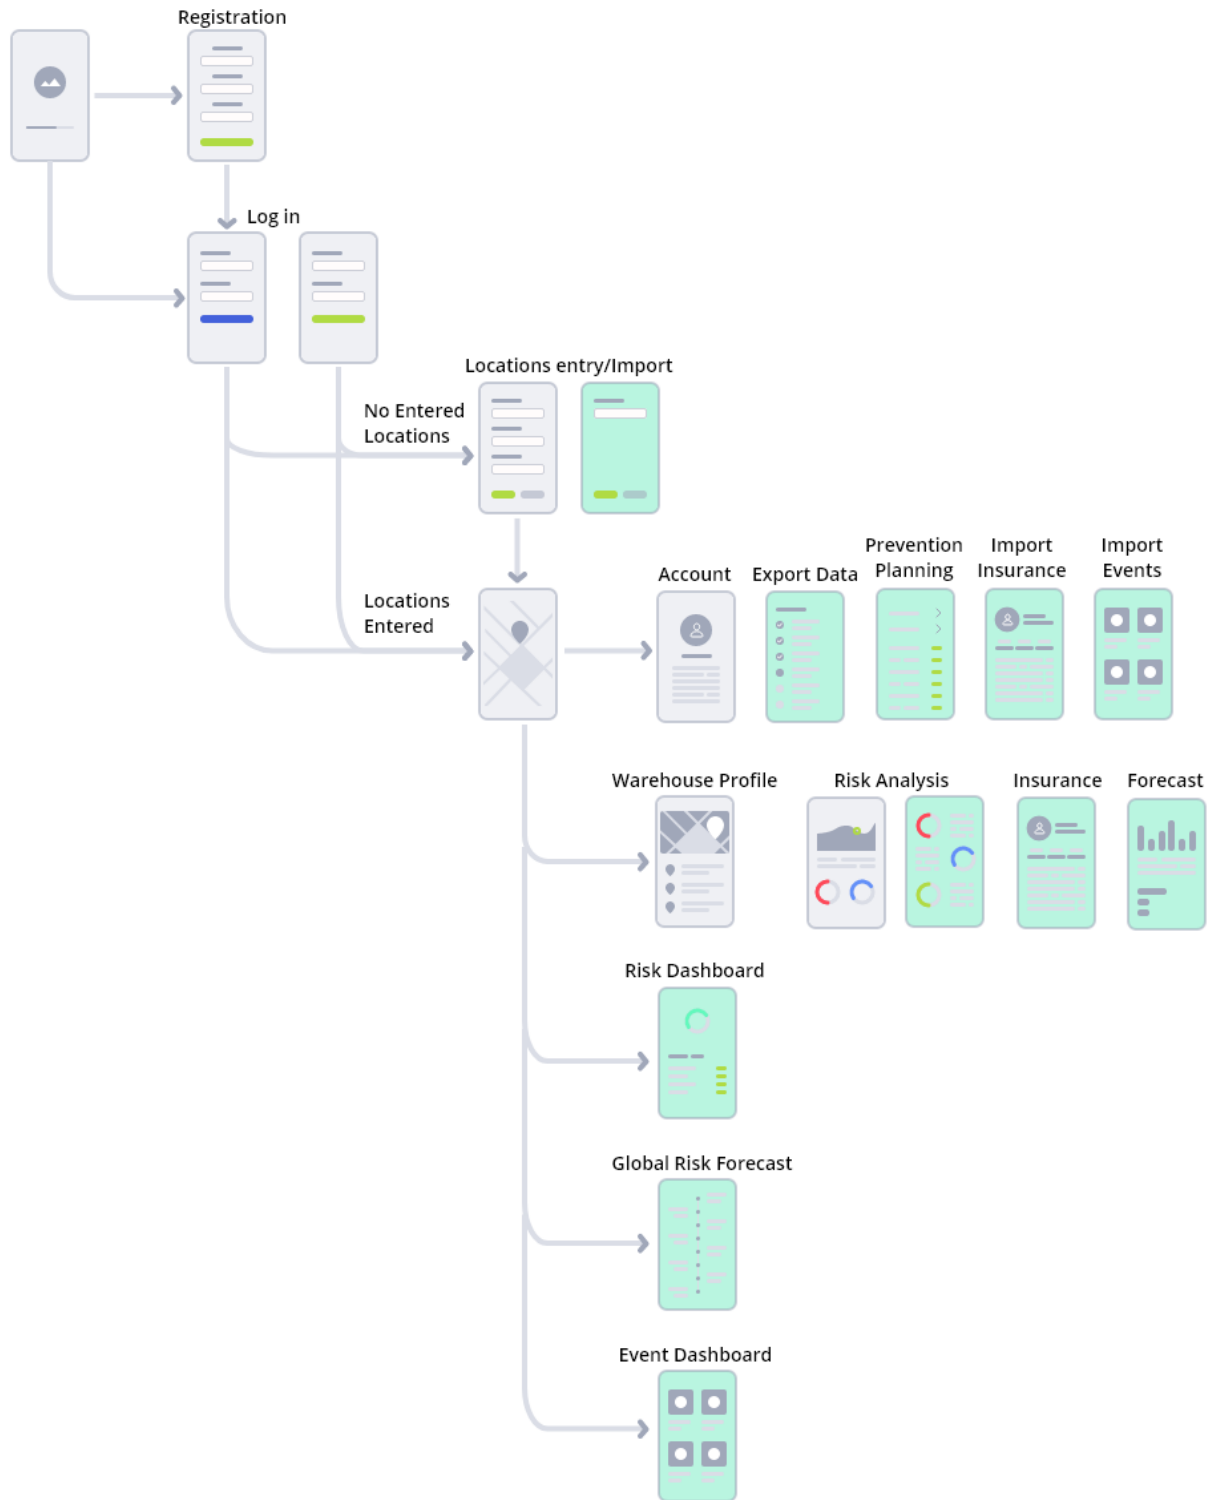 Registration
Log in
Locations entry/Import
No Entered
Locations
Locations
Entered
Account
Export Data
Prevention
Planning
Import
Insurance
Import
Events
Warehouse Profile
Risk Analysis
Insurance
Forecast
Risk Dashboard
Global Risk Forecast
Event Dashboard